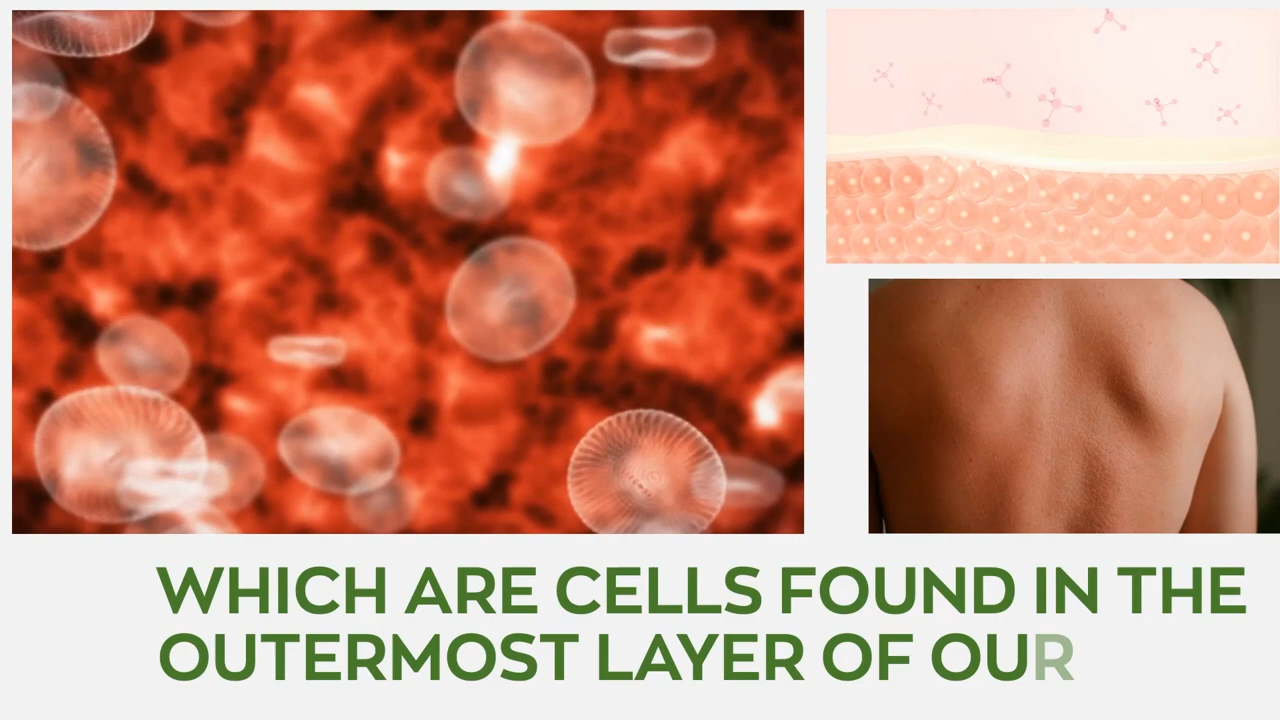 WHICH ARE CELLS FOUND IN THE
OUTERMOST LAYER OF OUR